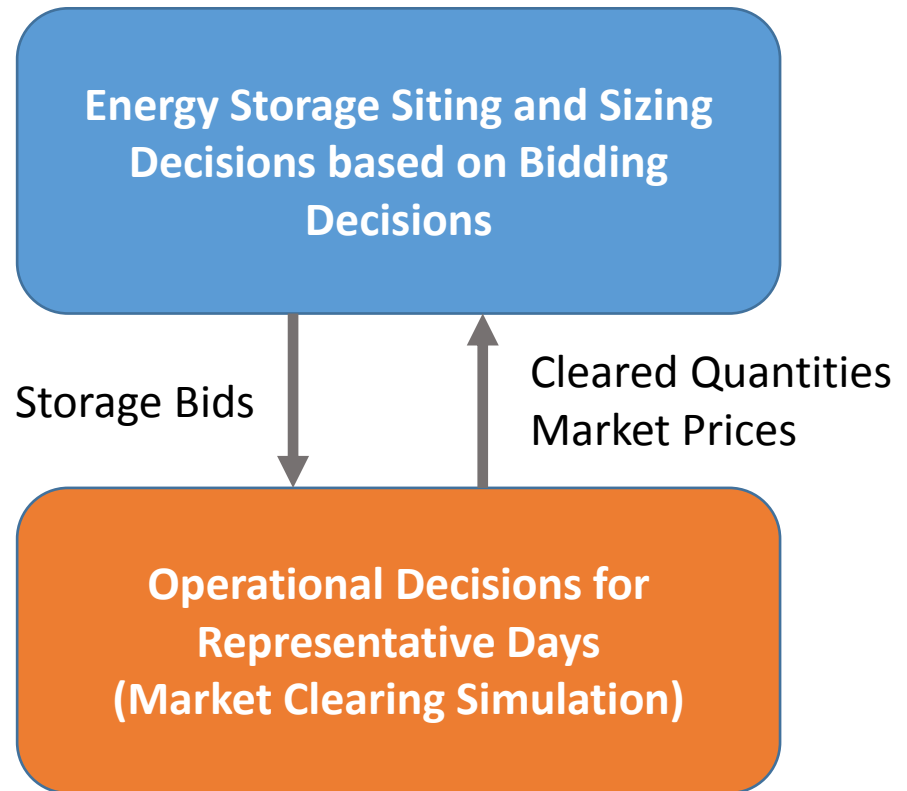 Energy Storage Siting and Sizing
Decisions based on Bidding
Decisions
Storage Bids
Cleared Quantities
Market Prices
Operational Decisions for
Representative Days
(Market Clearing Simulation)